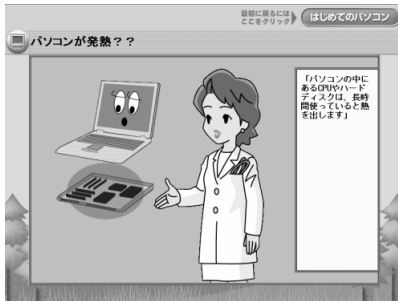 最初に戻るには
ここをクリック
はじめてのパソコン
パソコンが発熱？？
「パソコンの中に
あるCPUやハード
ディスクは、長時
間使っていると熱
を出します」